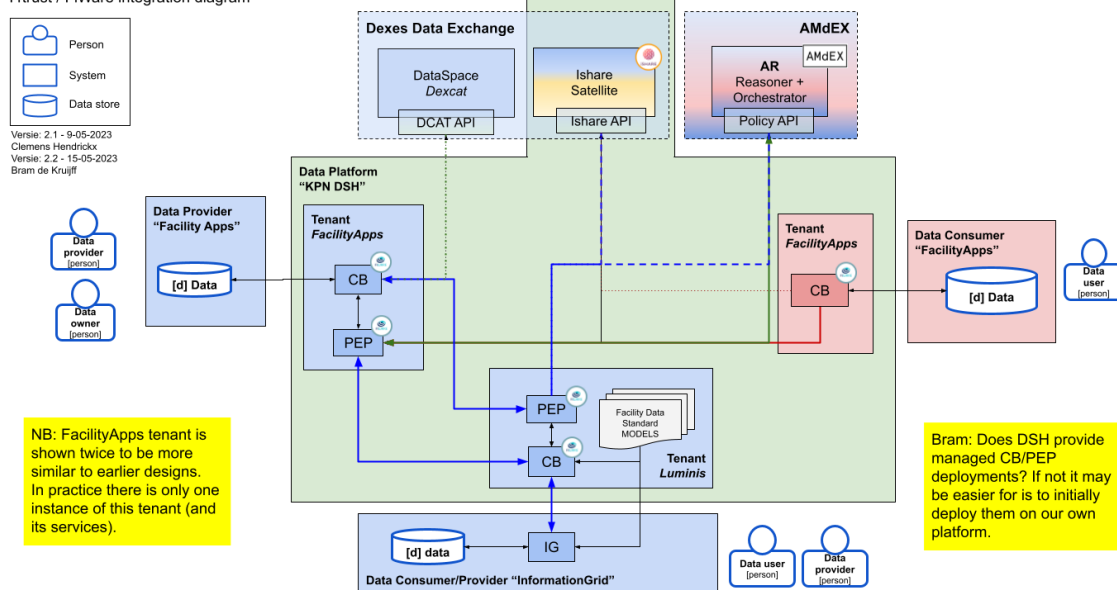 Person
System
Data store
Versie: 2.1 - 9-05-2023
Clemens Hendrickx
Versie: 2.2 - 15-05-2023
Bram de Kruijff
Dexes Data Exchange
DataSpace
Dexcat
DCAT API
Ishare
Satellite
Ishare API
AMdEX
AMdEX
AR
Reasoner +
Orchestrator
Policy API
Data Platform
“KPN DSH”
Data Provider
“Facility Apps”
[d] Data
Data
provider
[person]
Data
owner
[person]
Tenant
FacilityApps
CB
PEP
Tenant
FacilityApps
CB
Data Consumer
“FacilityApps”
[d] Data
Data
user
[person]
PEP
CB
Facility Data
Standard
MODELS
Tenant
Luminis
NB: FacilityApps tenant is
shown twice to be more
similar to earlier designs.
In practice there is only one
instance of this tenant (and
its services).
Bram: Does DSH provide
managed CB/PEP
deployments? If not it may
be easier for is to initially
deploy them on our own
platform.
[d] data
IG
Data Consumer/Provider “InformationGrid”
Data user
[person]
Data
provider
[person]